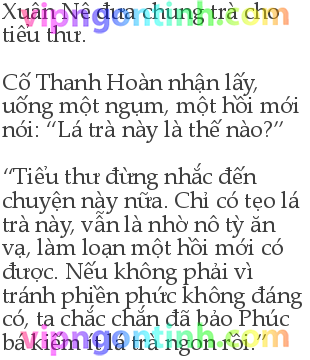 Xuân Nê đưa chung trà cho
vipngontinh.com
tiểu thư.
Cố Thanh Hoàn nhận lấy,
uống một ngụm, một hồi mới
nói: “Lá trà này là thế nào?”
“Tiểu thư đừng nhắc đến
chuyện này nữa. Chỉ có tẹo lá
trà này, vẫn là nhờ nô tỳ ăn
vạ, làm loạn một hồi mới có
được. Nếu không phải vì
tránh phiền phức không đáng
có, ta chắc chắn đã bảo Phúc
bá kiếm ít lá trà ngon rồi.”
vipngontinh.com